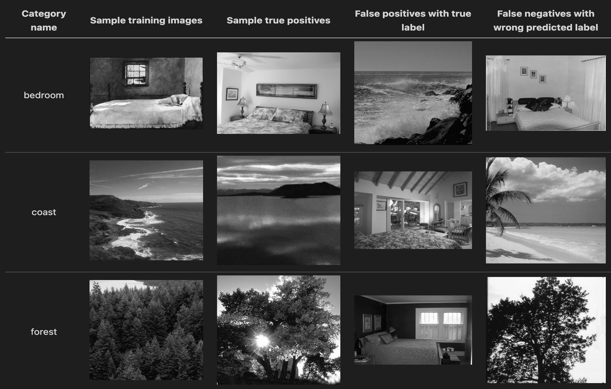 Category
name
Sample training images
Sample true positives
False positives with true
label
False negatives with
wrong predicted label
bedroom
coast
forest